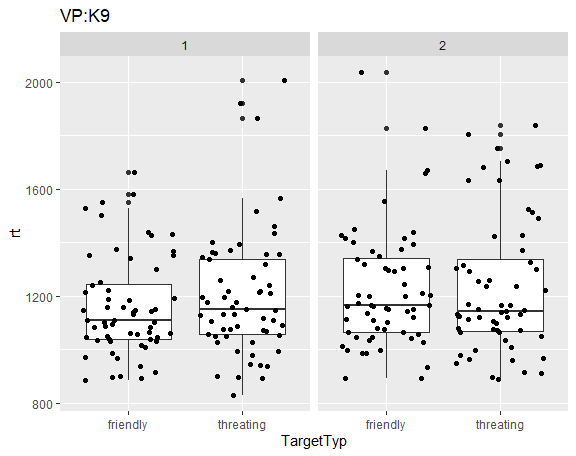 VP:K9
1 2
rt
2000
1600
1200
800
friendly threating friendly threating
TargetTyp